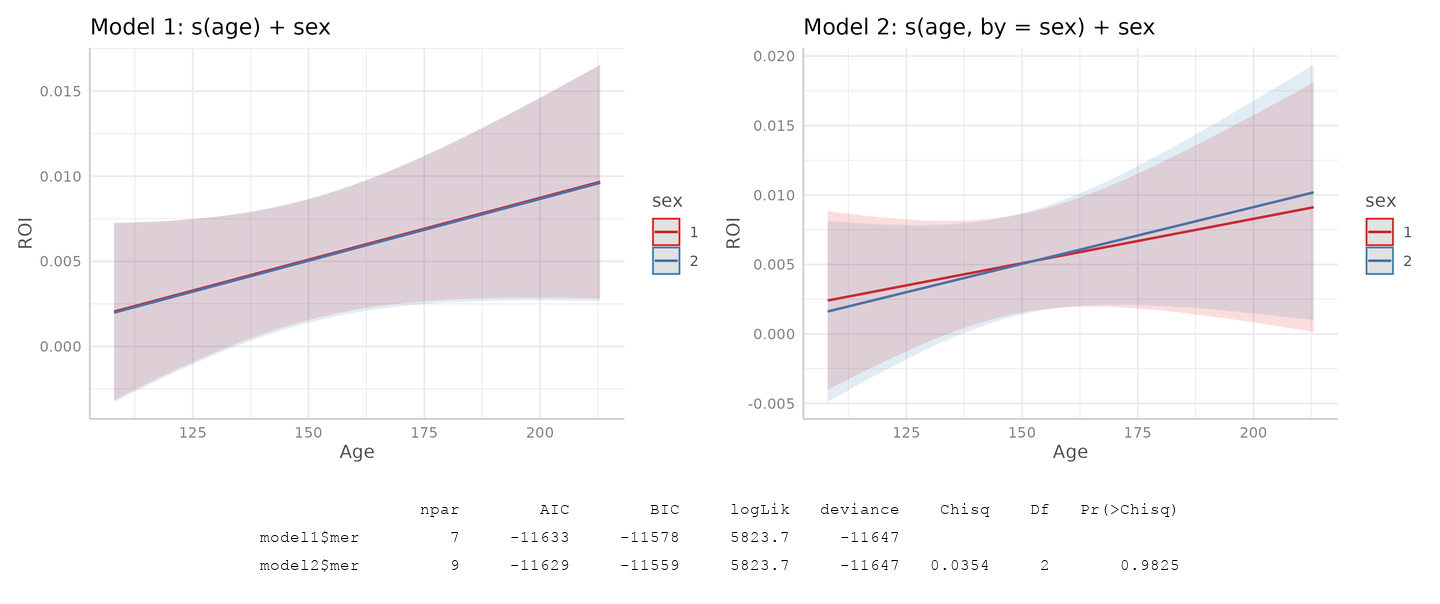 Model 1: s(age) + sex
0.015
0.010
0.005
0.000
ROI
125 150 175 200
Age
sex
1
2
Model 2: s(age, by = sex) + sex
0.020
0.015
0.010
0.005
0.000
-0.005
ROI
125 150 175 200
Age
sex
1
2
npar AIC BIC logLik deviance Chisq Df Pr(>Chisq)
model1$mer 7 -11633 -11578 5823.7 -11647
model2$mer 9 -11629 -11559 5823.7 -11647 0.0354 2 0.9825